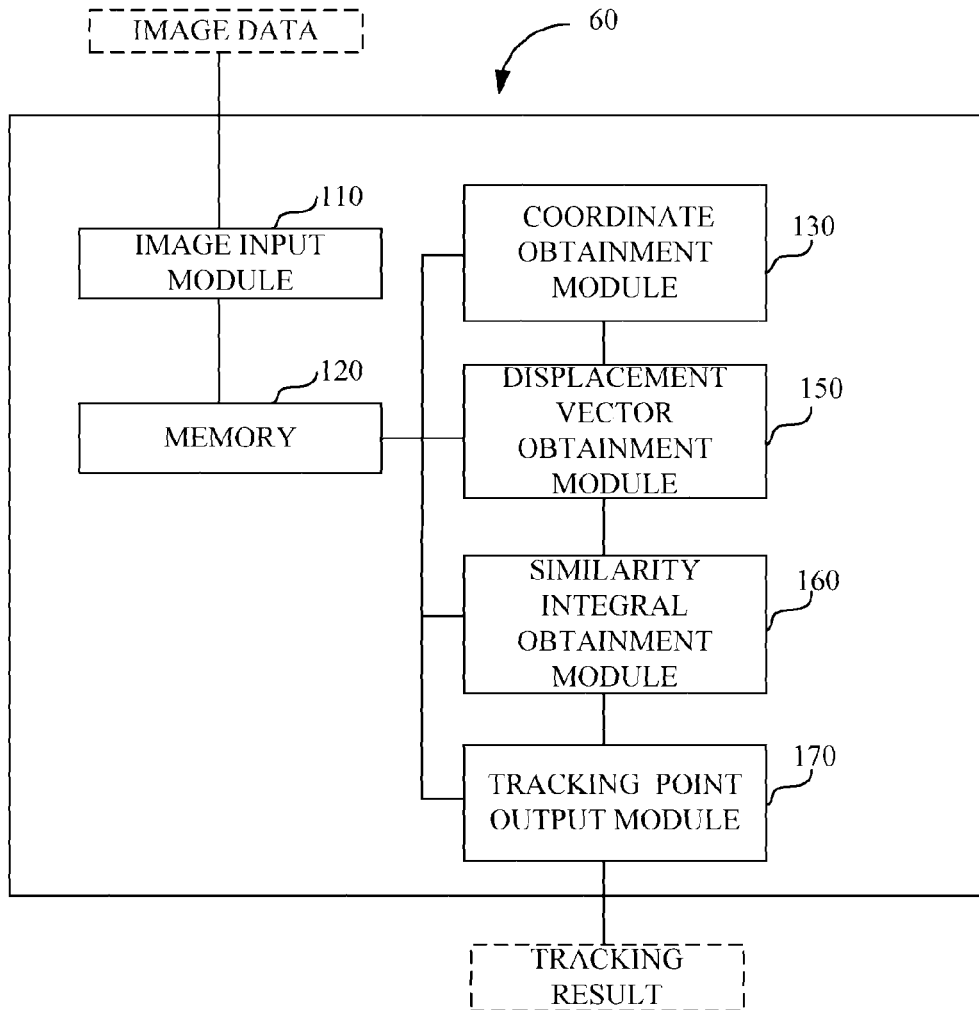 IMAGE DATA
60
110
IMAGE INPUT
MODULE
120
MEMORY
COORDINATE
OBTAINMENT
MODULE
130
DISPLACEMENT
VECTOR
OBTAINMENT
MODULE
150
SIMILARITY
INTEGRAL
OBTAINMENT
MODULE
160
TRACKING POINT
OUTPUT MODULE
170
TRACKING
RESULT